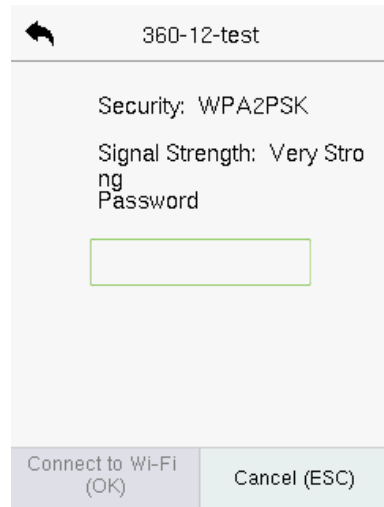 360-12-test
Security: WPA2PSK
Signal Strength: Very Stro
ng
Password
Connect to Wi-Fi
(OK)
Cancel (ESC)